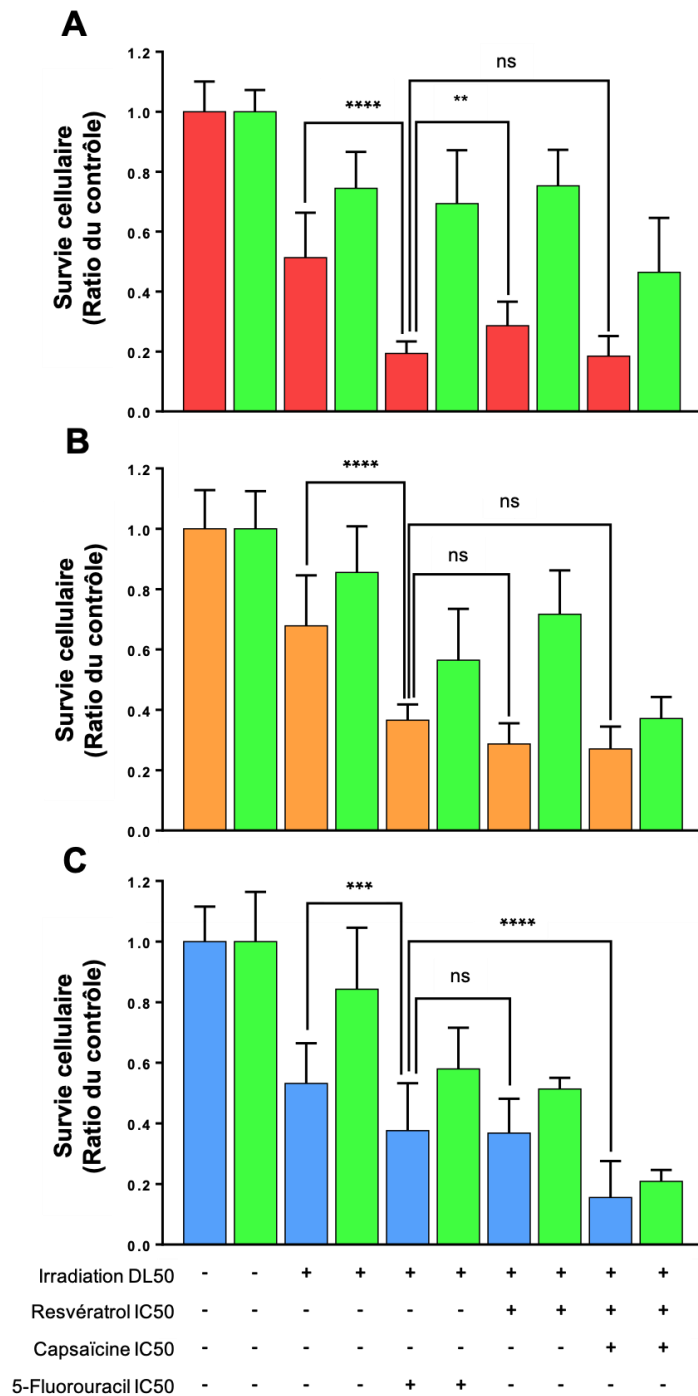 A
1.2
1.0
0.8
0.6
0.4
0.2
0.0
Survie cellulaire
(Ratio du contrôle)
****
**
ns
B
1.2
1.0
0.8
0.6
0.4
0.2
0.0
Survie cellulaire
(Ratio du contrôle)
****
ns
ns
C
1.2
1.0
0.8
0.6
0.4
0.2
0.0
Survie cellulaire
(Ratio du contrôle)
***
ns
****
Irradiation DL50 - - + + + + + + + +
Resvératrol IC50 - - - - - - + + + +
Capsaïcine IC50 - - - - - - - - + +
5-Fluorouracil IC50 - - - - + + - - - -